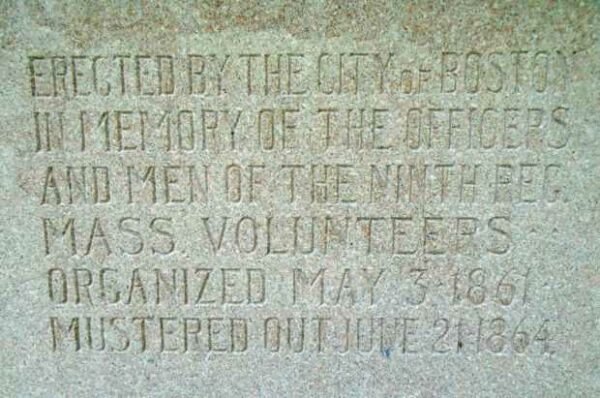 ERECTED BY THE CITY OF BOSTON
IN MEMORY OF THE OFFICERS
AND MEN OF THE NINTH REG.
MASS. VOLUNTEERS
ORGANIZED MAY 3·1861·
MUSTERED OUT JUNE 21·1864.